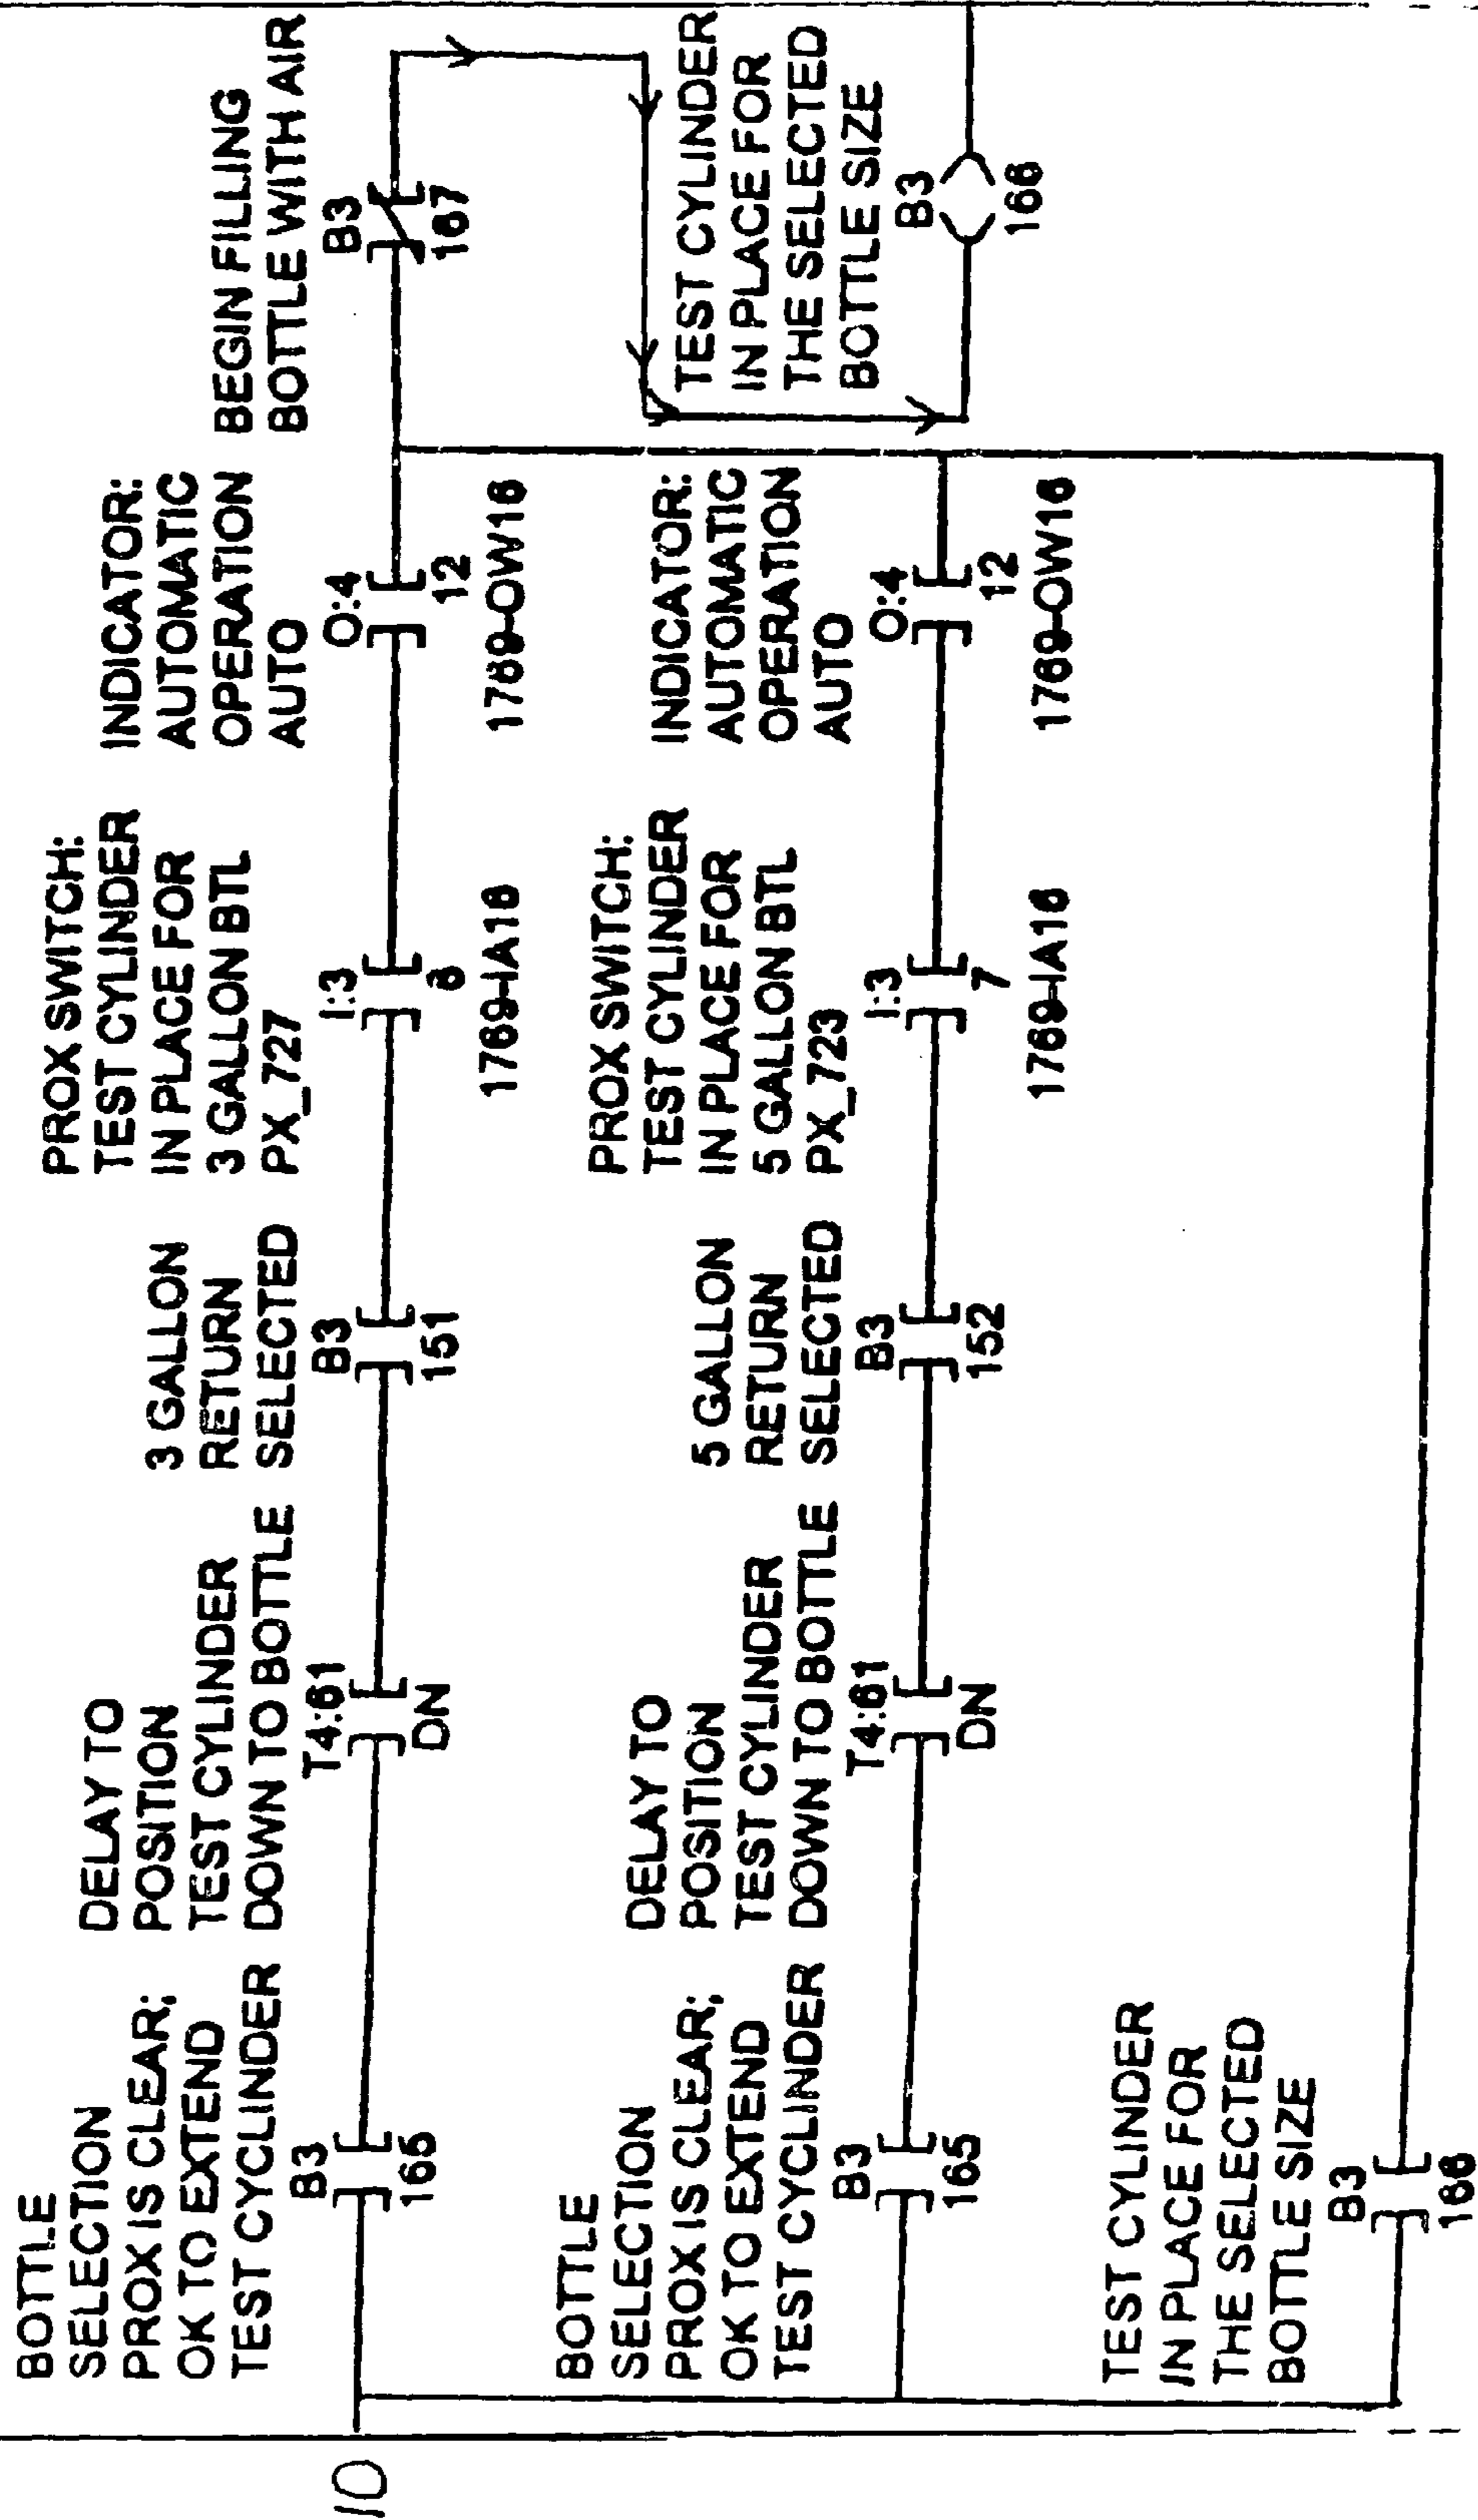 10
BOTTLE
SELECTION
PROX IS CLEAR:
OK TO EXTEND
TEST CYCLINDER
B3
165
DELAY TO
POSITION
TEST CYLINDER
DOWN TO BOTTLE
T4:61
DN
3 GALLON
RETURN
SELECTED
B3
151
PROX SWITCH:
TEST CYLINDER
IN PLACE FOR
3 GALLON BTL
PX_727
I:3
8
1769-IA16
INDICATOR:
AUTOMATIC
OPERATION
AUTO
O:4
12
1769-OW16
BEGIN FILLING
BOTTLE WITH AIR
B3
167
BOTTLE
SELECTION
PROX IS CLEAR:
OK TO EXTEND
TEST CYCLINDER
B3
165
DELAY TO
POSITION
TEST CYLINDER
DOWN TO BOTTLE
T4:61
DN
5 GALLON
RETURN
SELECTED
B3
152
PROX SWITCH:
TEST CYLINDER
IN PLACE FOR
5 GALLON BTL
PX_723
I:3
7
1769-IA16
INDICATOR:
AUTOMATIC
OPERATION
AUTO
O:4
12
1769-OW16
TEST CYLINDER
IN PLACE FOR
THE SELECTED
BOTTLE SIZE
B3
166
TEST CYLINDER
IN PLACE FOR
THE SELECTED
BOTTLE SIZE
B3
166